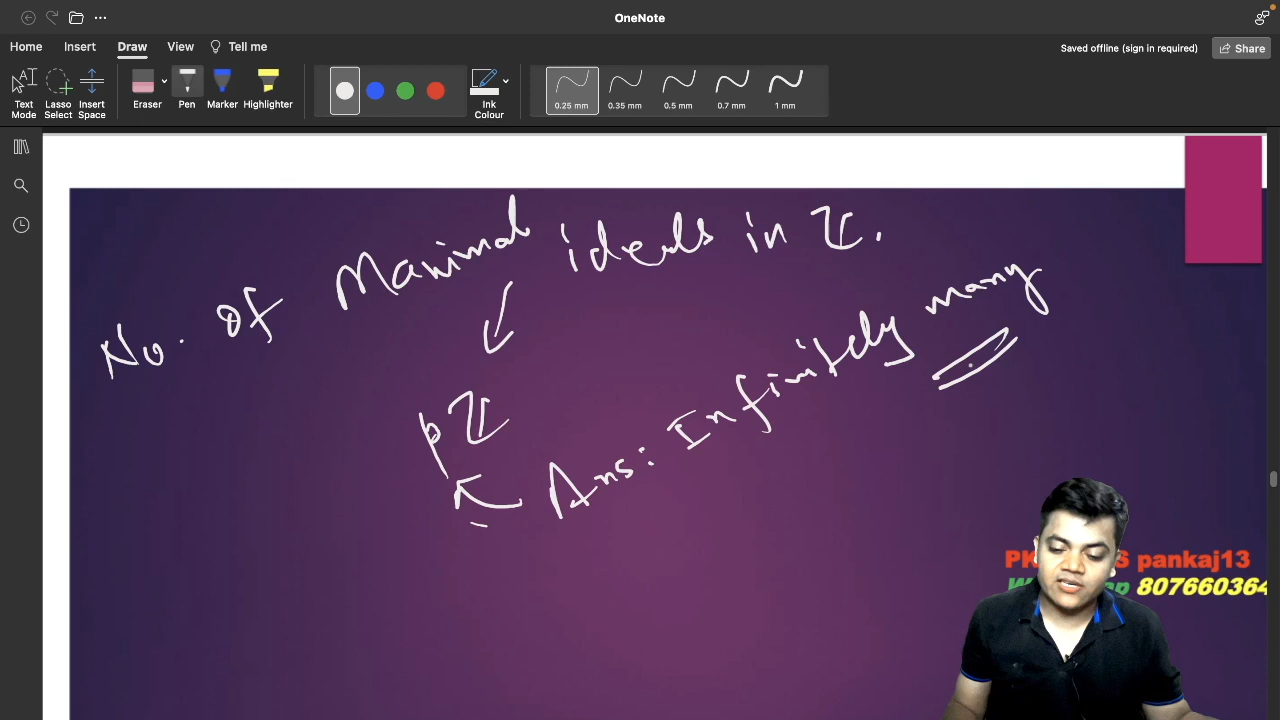 OneNote
Home Insert Draw View Tell me
Saved offline (sign in required) Share
Text Mode
Lasso Select
Insert Space
Eraser
Pen
Marker
Highlighter
Ink Colour
0.25 mm 0.35 mm 0.5 mm 0.7 mm 1 mm
No. of Maximal ideals in ℤ.
pℤ
Ans: Infinitely many
pankaj13
807660364